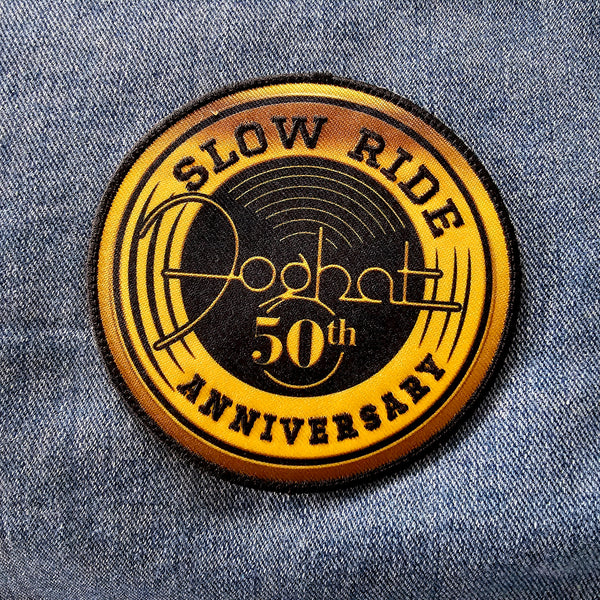 SLOW RIDE
Foghat
50th
ANNIVERSARY